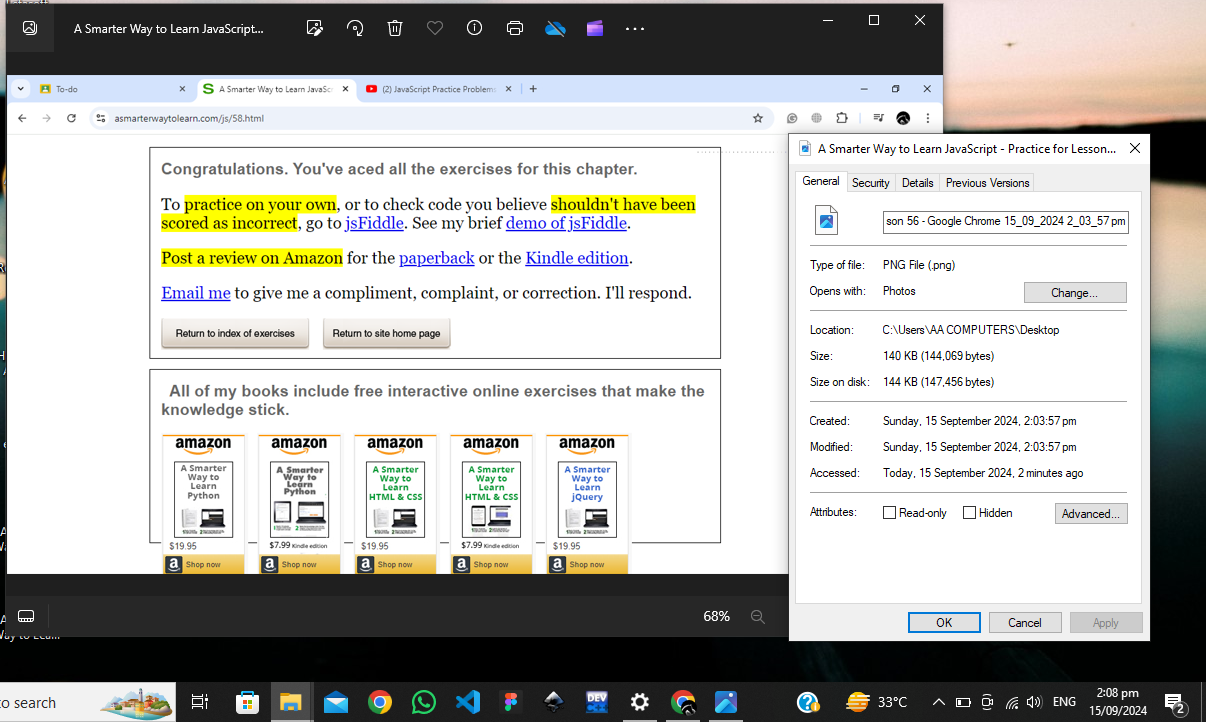 A Smarter Way to Learn JavaScript...
To-do
A Smarter Way to Learn JavaSc
(2) JavaScript Practice Problems
asmarterwaytolearn.com/js/58.html
Congratulations. You've aced all the exercises for this chapter.
To practice on your own, or to check code you believe shouldn't have been
scored as incorrect, go to jsFiddle. See my brief demo of jsFiddle.
Post a review on Amazon for the paperback or the Kindle edition.
Email me to give me a compliment, complaint, or correction. I'll respond.
Return to index of exercises
Return to site home page
All of my books include free interactive online exercises that make the
knowledge stick.
amazon amazon amazon amazon amazon
A Smarter
Way to
Learn
Python
A Smarter
Way to
Learn
Python
A Smarter
Way to
Learn
HTML & CSS
A Smarter
Way to
Learn
HTML & CSS
A Smarter
Way to
Learn
jQuery
$19.95 $7.99 Kindle edition $19.95 $7.99 Kindle edition $19.95
Shop now Shop now Shop now Shop now Shop now
68%
A Smarter Way to Learn JavaScript - Practice for Lesson...
General Security Details Previous Versions
son 56 - Google Chrome 15_09_2024 2_03_57 pm
Type of file: PNG File (.png)
Opens with: Photos Change...
Location: C:\Users\AA COMPUTERS\Desktop
Size: 140 KB (144,069 bytes)
Size on disk: 144 KB (147,456 bytes)
Created: Sunday, 15 September 2024, 2:03:57 pm
Modified: Sunday, 15 September 2024, 2:03:57 pm
Accessed: Today, 15 September 2024, 2 minutes ago
Attributes: Read-only Hidden Advanced...
OK Cancel Apply
to search
DEV
33°C
ENG
2:08 pm
15/09/2024
2